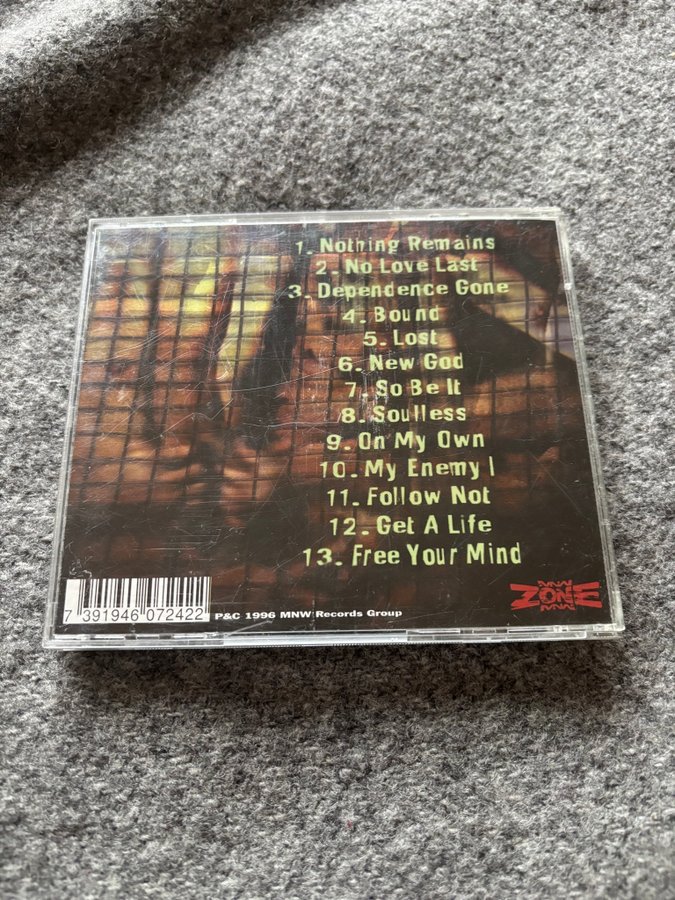 1. Nothing Remains
2. No Love Last
3. Dependence Gone
4. Bound
5. Lost
6. New God
7. So Be It
8. Soulless
9. On My Own
10. My Enemy I
11. Follow Not
12. Get A Life
13. Free Your Mind
MNW
ZONE
MNW
7 391946 072422
P&C 1996 MNW Records Group